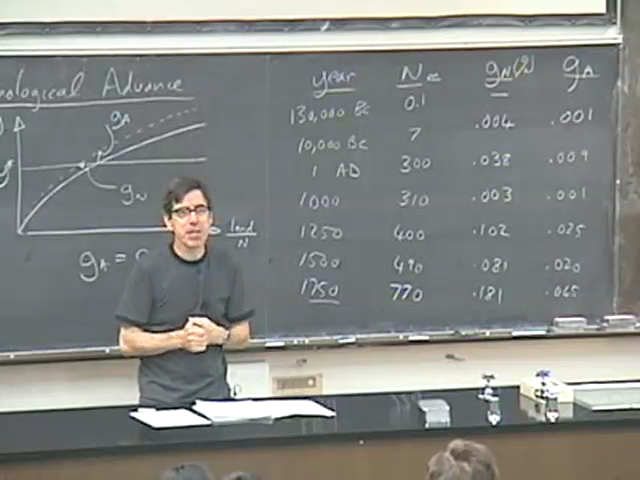 ological Advance
gA
gN
land
N
gA =
year N gN gA
130,000 BC 0.1
.004 .001
10,000 BC 7
.038 .009
1 AD 300
.003 .001
1000 310
.102 .025
1250 400
.081 .020
1500 490
.181 .045
1750 770